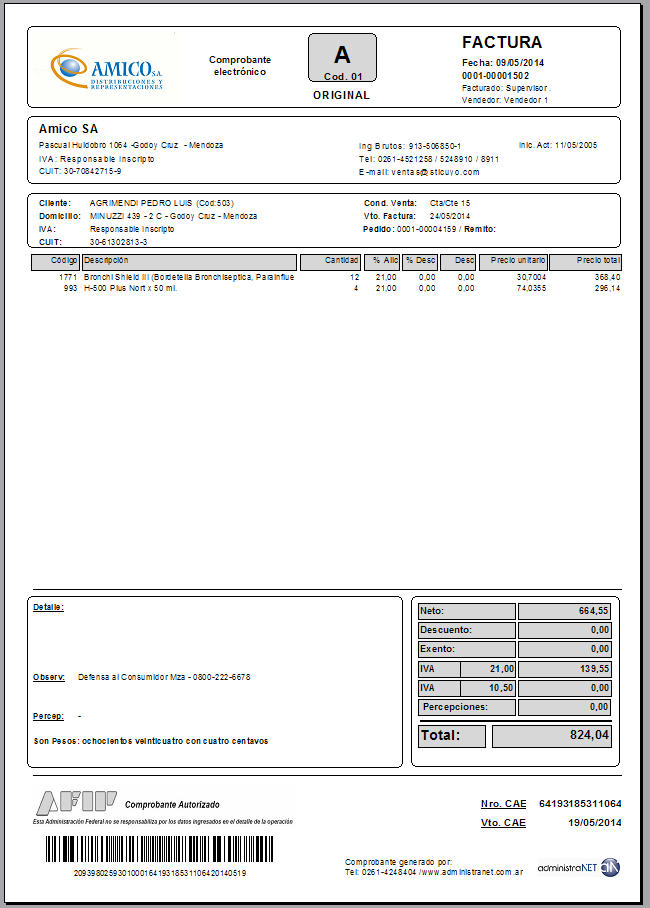 AMICO S.A.
DISTRIBUCIONES Y
REPRESENTACIONES
Comprobante
electrónico
A
Cod. 01
ORIGINAL
FACTURA
Fecha: 09/05/2014
0001-00001502
Facturado: Supervisor .
Vendedor: Vendedor 1
Amico SA
Pascual Huidobro 1064 -Godoy Cruz - Mendoza
IVA: Responsable Inscripto
CUIT: 30-70842715-9
Ing Brutos: 913-506850-1
Tel: 0261-4521258 / 5248910 / 8911
E-mail: ventas@sticuyo.com
Inic. Act: 11/05/2005
Cliente: AGRIMENDI PEDRO LUIS (Cod:503)
Domicilio: MINUZZI 439 - 2 C - Godoy Cruz - Mendoza
IVA: Responsable Inscripto
CUIT: 30-61302813-3
Cond. Venta: Cta/Cte 15
Vto. Factura: 24/05/2014
Pedido: 0001-00004159 / Remito:
Código Descripción Cantidad % Alic % Desc Desc Precio unitario Precio total
1771 Bronchi Shield III (Bordetella Bronchiseptica, Parainflue 12 21,00 0,00 0,00 30,7004 368,40
993 H-500 Plus Nort x 50 ml. 4 21,00 0,00 0,00 74,0355 296,14
Detalle:
Observ: Defensa al Consumidor Mza - 0800-222-6678
Percep: -
Son Pesos: ochocientos veinticuatro con cuatro centavos
Neto: 664,55
Descuento: 0,00
Exento: 0,00
IVA 21,00 139,55
IVA 10,50 0,00
Percepciones: 0,00
Total: 824,04
AFIP Comprobante Autorizado
Esta Administración Federal no se responsabiliza por los datos ingresados en el detalle de la operación
209398025930100016419318531106420140519
Nro. CAE 64193185311064
Vto. CAE 19/05/2014
Comprobante generado por:
Tel: 0261-4248404 /www.administranet.com.ar
administraNET aiN